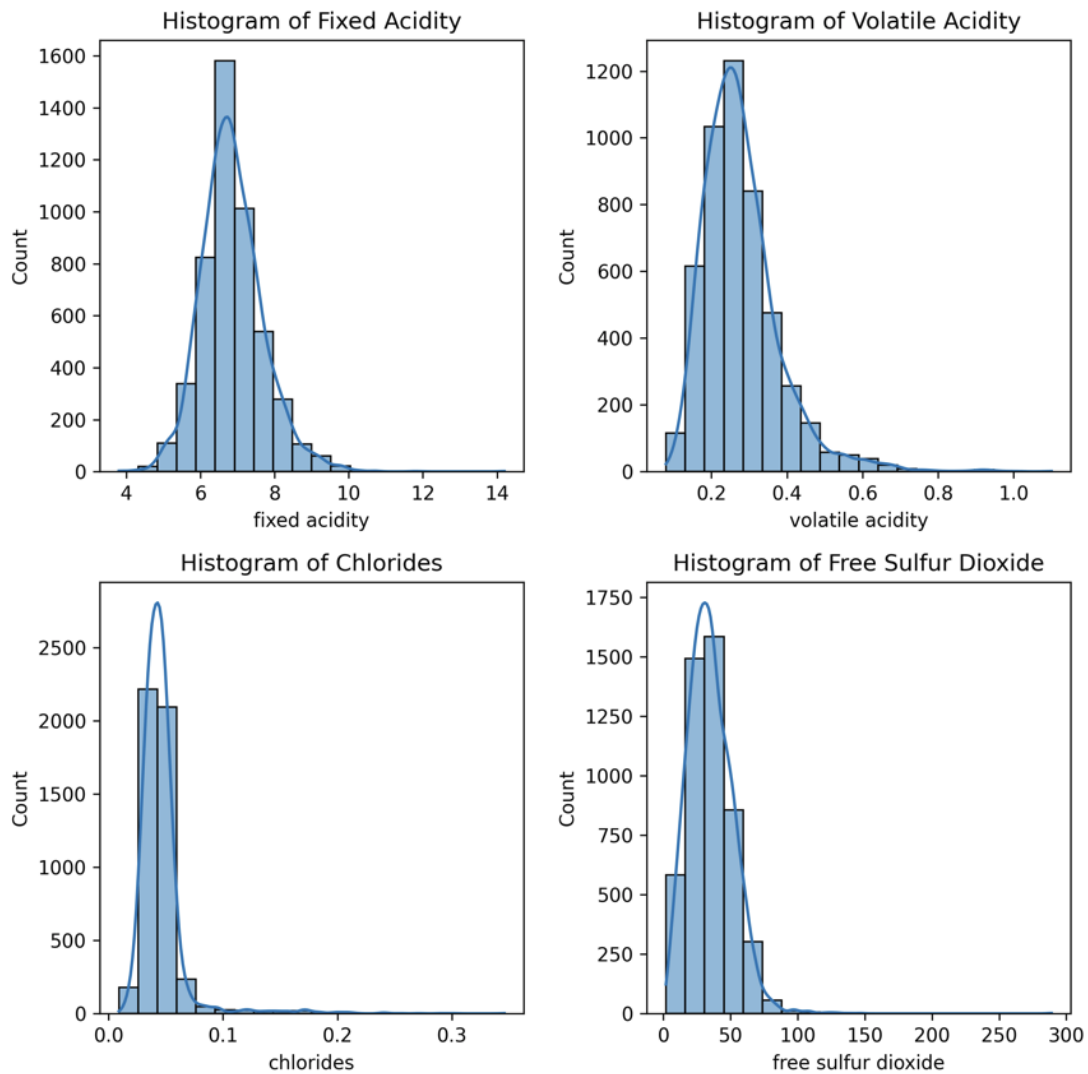 Histogram of Fixed Acidity
1600
1400
1200
1000
800
600
400
200
0
Count
4 6 8 10 12 14
fixed acidity
Histogram of Volatile Acidity
1200
1000
800
600
400
200
0
Count
0.2 0.4 0.6 0.8 1.0
volatile acidity
Histogram of Chlorides
2500
2000
1500
1000
500
0
Count
0.0 0.1 0.2 0.3
chlorides
Histogram of Free Sulfur Dioxide
1750
1500
1250
1000
750
500
250
0
Count
0 50 100 150 200 250 300
free sulfur dioxide